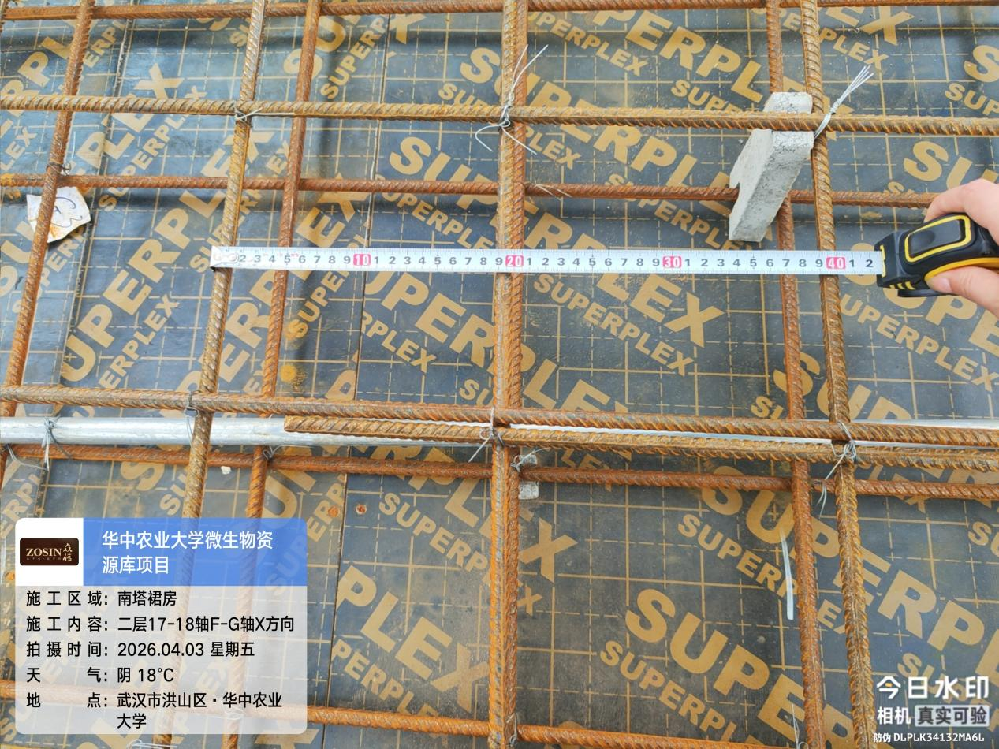 SUPERPLEX
SUPERPLEX
SUPERPLEX
SUPERPLEX
2 3 4 5 6 7 8 9 10 1 2 3 4 5 6 7 8 9 20 1 2 3 4 5 6 7 8 9 30 1 2 3 4 5 6 7 8 9 40 1 2
SUPERPLEX
SUPERPLEX
SUPERPLEX
SUPERPLEX
ZOSIN 众信
华中农业大学微生物资
源库项目
施工区域：南塔裙房
施工内容：二层17-18轴F-G轴X方向
拍摄时间：2026.04.03 星期五
天气：阴 18°C
地点：武汉市洪山区·华中农业
大学
今日水印
相机 真实可验
防伪 DLPLK34132MA6L